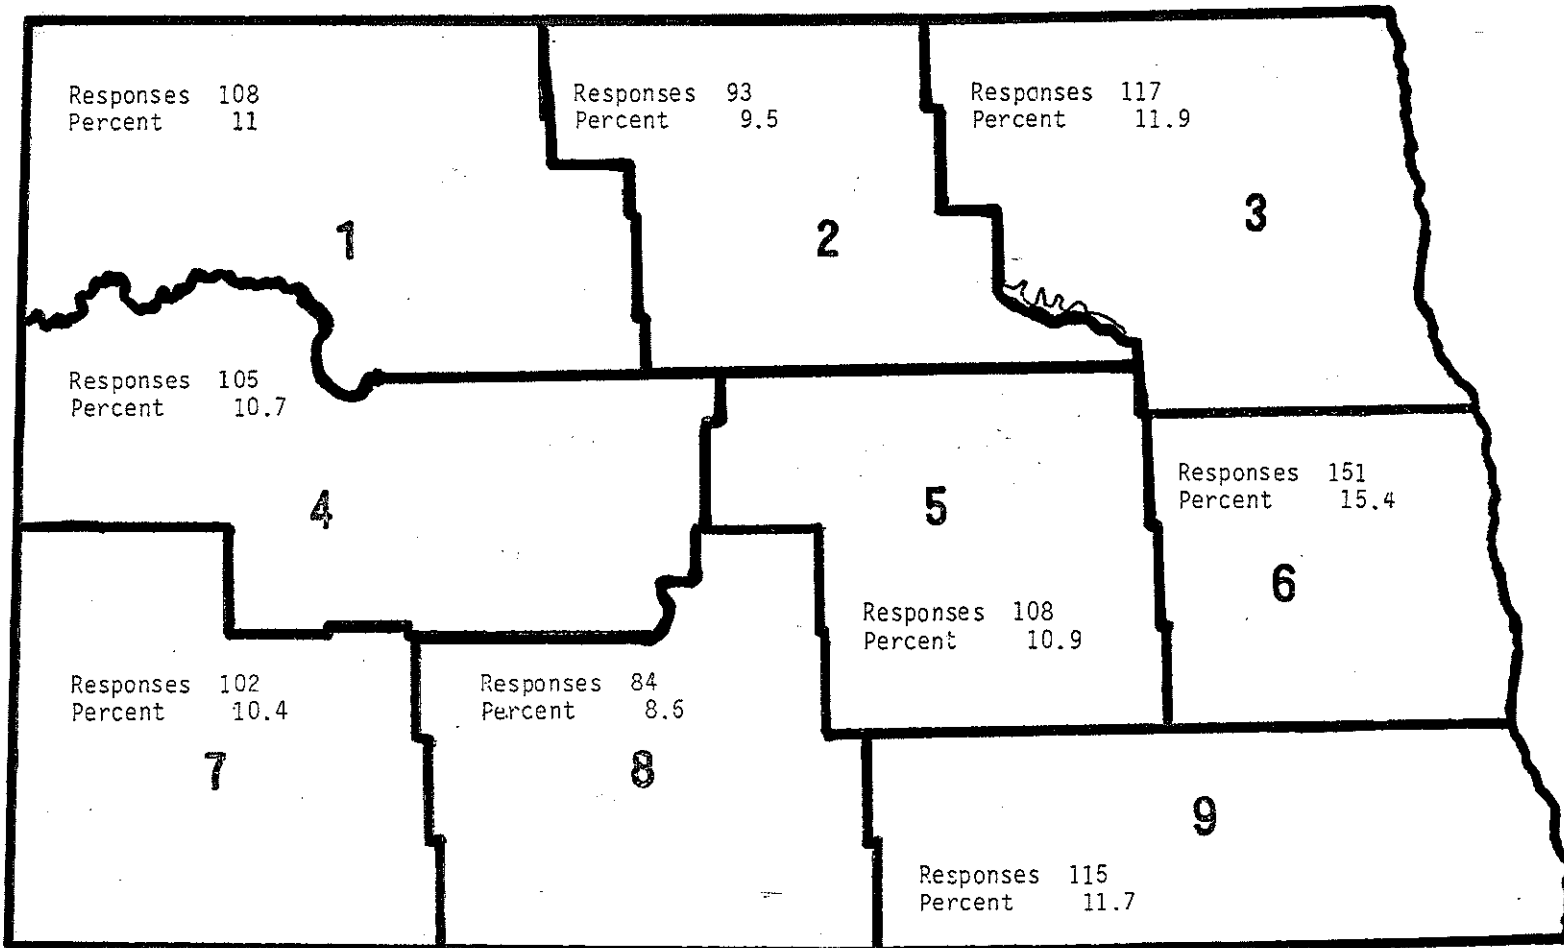 Responses 108
Percent 11
1
Responses 93
Percent 9.5
2
Responses 117
Percent 11.9
3
Responses 105
Percent 10.7
4
Responses 108
Percent 10.9
5
Responses 151
Percent 15.4
6
Responses 102
Percent 10.4
7
Responses 84
Percent 8.6
8
Responses 115
Percent 11.7
9